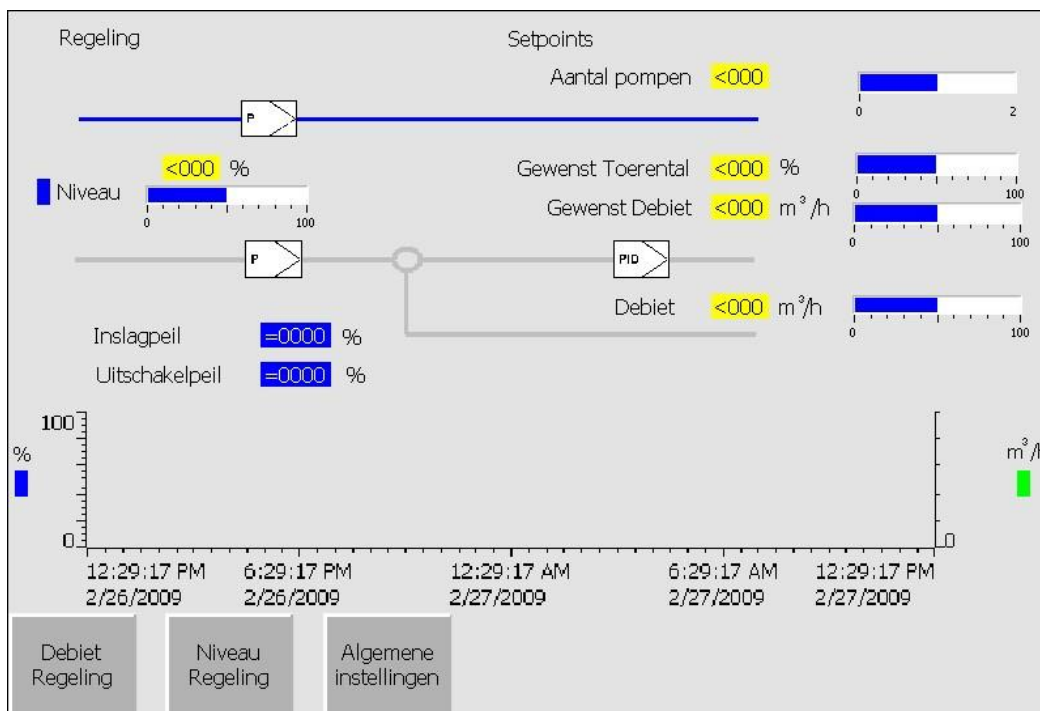 Regeling
Setpoints
Aantal pompen <000
0 2
P
<000 %
Niveau
0 100
Gewenst Toerental <000 %
0 100
Gewenst Debiet <000 m³/h
0 100
P
PID
Debiet <000 m³/h
0 100
Inslagpeil =0000 %
Uitschakelpeil =0000 %
100
%
m³/h
0
0
12:29:17 PM 6:29:17 PM 12:29:17 AM 6:29:17 AM 12:29:17 PM
2/26/2009 2/26/2009 2/27/2009 2/27/2009 2/27/2009
Debiet
Regeling
Niveau
Regeling
Algemene
instellingen